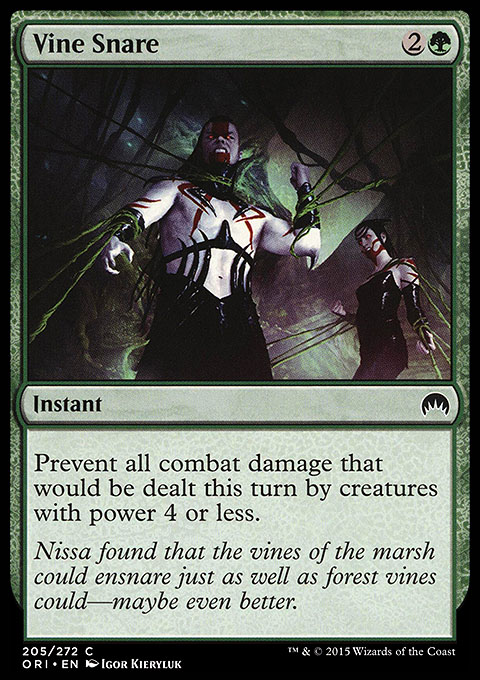 Vine Snare 2
Instant
Prevent all combat damage that
would be dealt this turn by creatures
with power 4 or less.
Nissa found that the vines of the marsh
could ensnare just as well as forest vines
could—maybe even better.
205/272 C
ORI • EN Igor Kieryluk
™ & © 2015 Wizards of the Coast